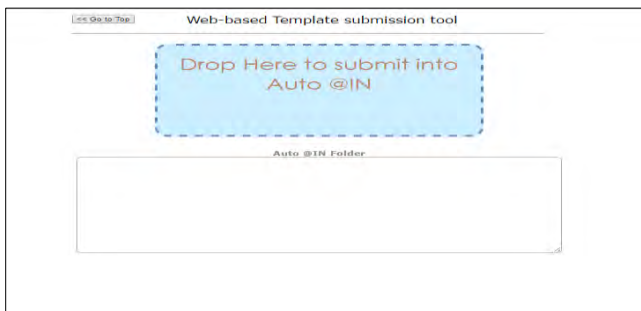 << Go to Top
Web-based Template submission tool
Drop Here to submit into
Auto @IN
Auto @IN Folder